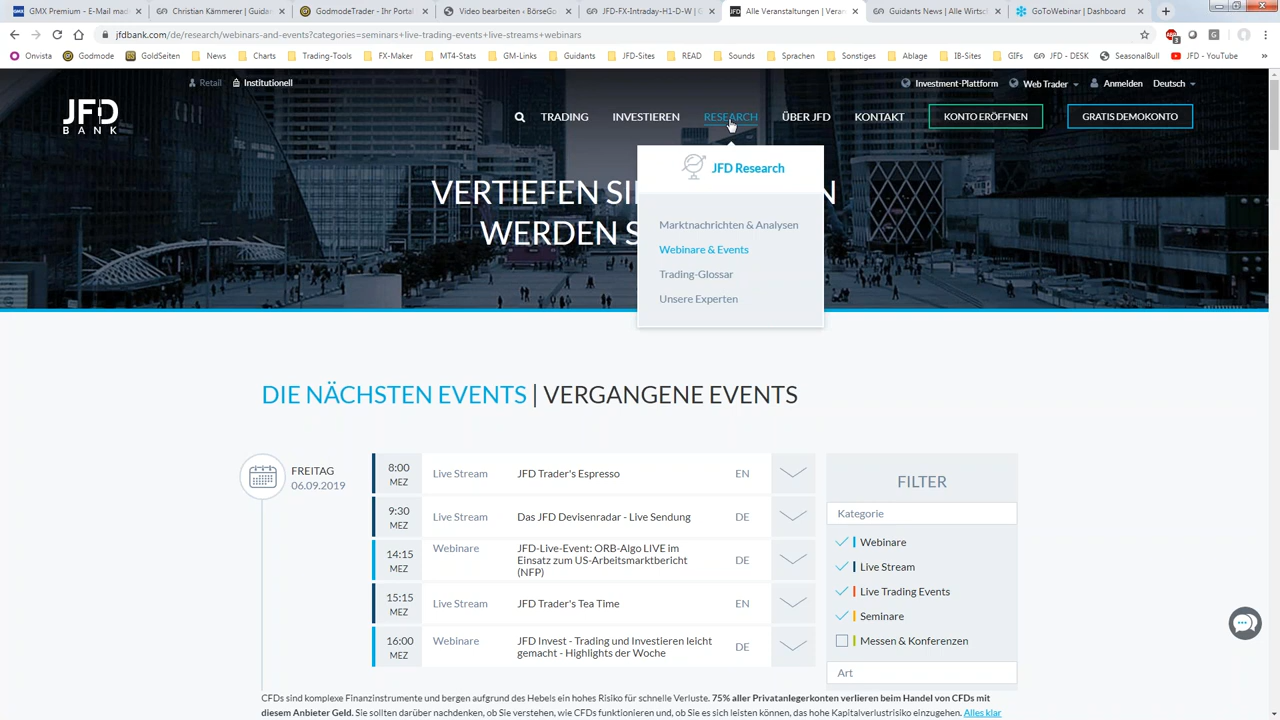 GMX Premium - E-Mail mac
Christian Kämmerer | Guidan
GodmodeTrader - Ihr Portal
Video bearbeiten ‹ BörseGo
JFD-FX-Intraday-H1-D-W | G
Alle Veranstaltungen | Veran
Guidants News | Alle Wirtsch
GoToWebinar | Dashboard
jfdbank.com/de/research/webinars-and-events?categories=seminars+live-trading-events+live-streams+webinars
Onvista Godmode GoldSeiten News Charts Trading-Tools FX-Maker MT4-Stats GM-Links Guidants JFD-Sites READ Sounds Sprachen Sonstiges Ablage IB-Sites GIFs JFD - DESK SeasonalBull JFD - YouTube
Retail Institutionell
Investment-Plattform Web Trader Anmelden Deutsch
JFD
BANK
TRADING INVESTIEREN RESEARCH ÜBER JFD KONTAKT KONTO ERÖFFNEN GRATIS DEMOKONTO
JFD Research
Marktnachrichten & Analysen
Webinare & Events
Trading-Glossar
Unsere Experten
VERTIEFEN
WERDEN
DIE NÄCHSTEN EVENTS | VERGANGENE EVENTS
FREITAG
06.09.2019
8:00
MEZ
Live Stream
JFD Trader's Espresso
EN
9:30
MEZ
Live Stream
Das JFD Devisenradar - Live Sendung
DE
14:15
MEZ
Webinare
JFD-Live-Event: ORB-Algo LIVE im
Einsatz zum US-Arbeitsmarktbericht
(NFP)
DE
15:15
MEZ
Live Stream
JFD Trader's Tea Time
EN
16:00
MEZ
Webinare
JFD Invest - Trading und Investieren leicht
gemacht - Highlights der Woche
DE
FILTER
Kategorie
Webinare
Live Stream
Live Trading Events
Seminare
Messen & Konferenzen
Art
CFDs sind komplexe Finanzinstrumente und bergen aufgrund des Hebels ein hohes Risiko für schnelle Verluste. 75% aller Privatanlegerkonten verlieren beim Handel von CFDs mit
diesem Anbieter Geld. Sie sollten darüber nachdenken, ob Sie verstehen, wie CFDs funktionieren und, ob Sie es sich leisten können, das hohe Kapitalverlustrisiko einzugehen. Alles klar